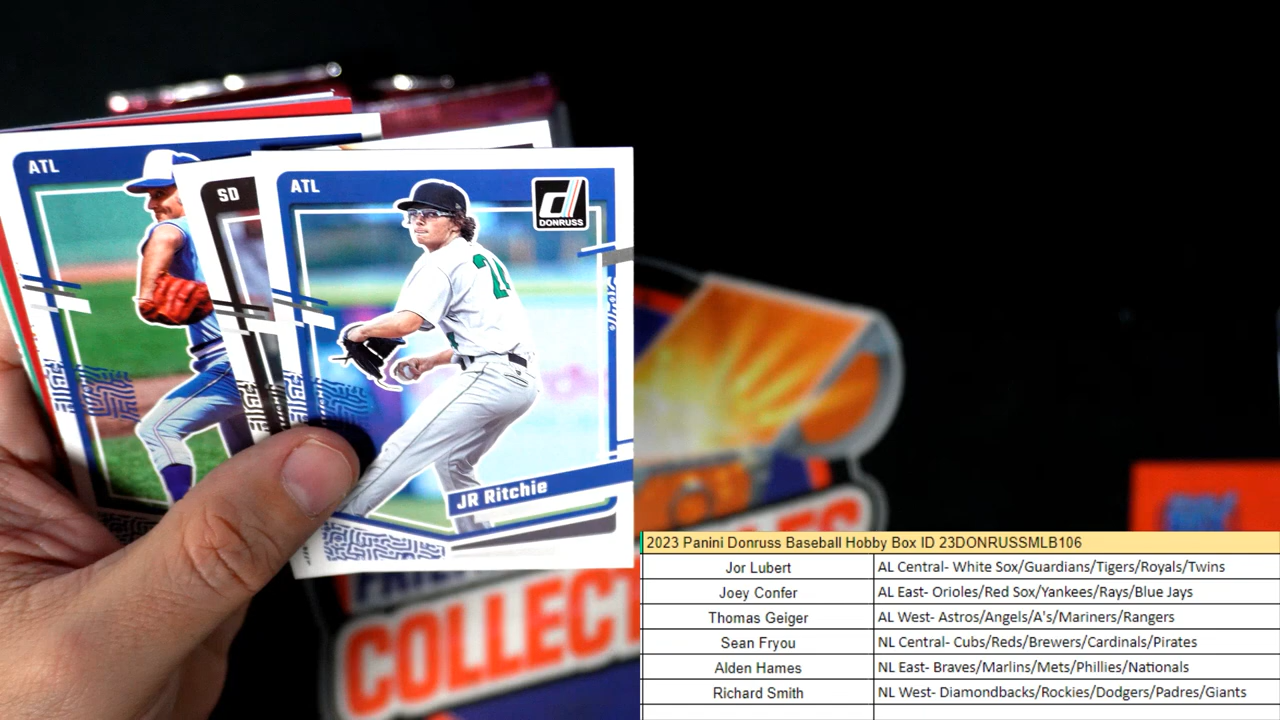 ATL
SD
ATL
DONRUSS
24
JR Ritchie
COLLECT
2023 Panini Donruss Baseball Hobby Box ID 23DONRUSSMLB106
Jor Lubert AL Central- White Sox/Guardians/Tigers/Royals/Twins
Joey Confer AL East- Orioles/Red Sox/Yankees/Rays/Blue Jays
Thomas Geiger AL West- Astros/Angels/A's/Mariners/Rangers
Sean Fryou NL Central- Cubs/Reds/Brewers/Cardinals/Pirates
Alden Hames NL East- Braves/Marlins/Mets/Phillies/Nationals
Richard Smith NL West- Diamondbacks/Rockies/Dodgers/Padres/Giants